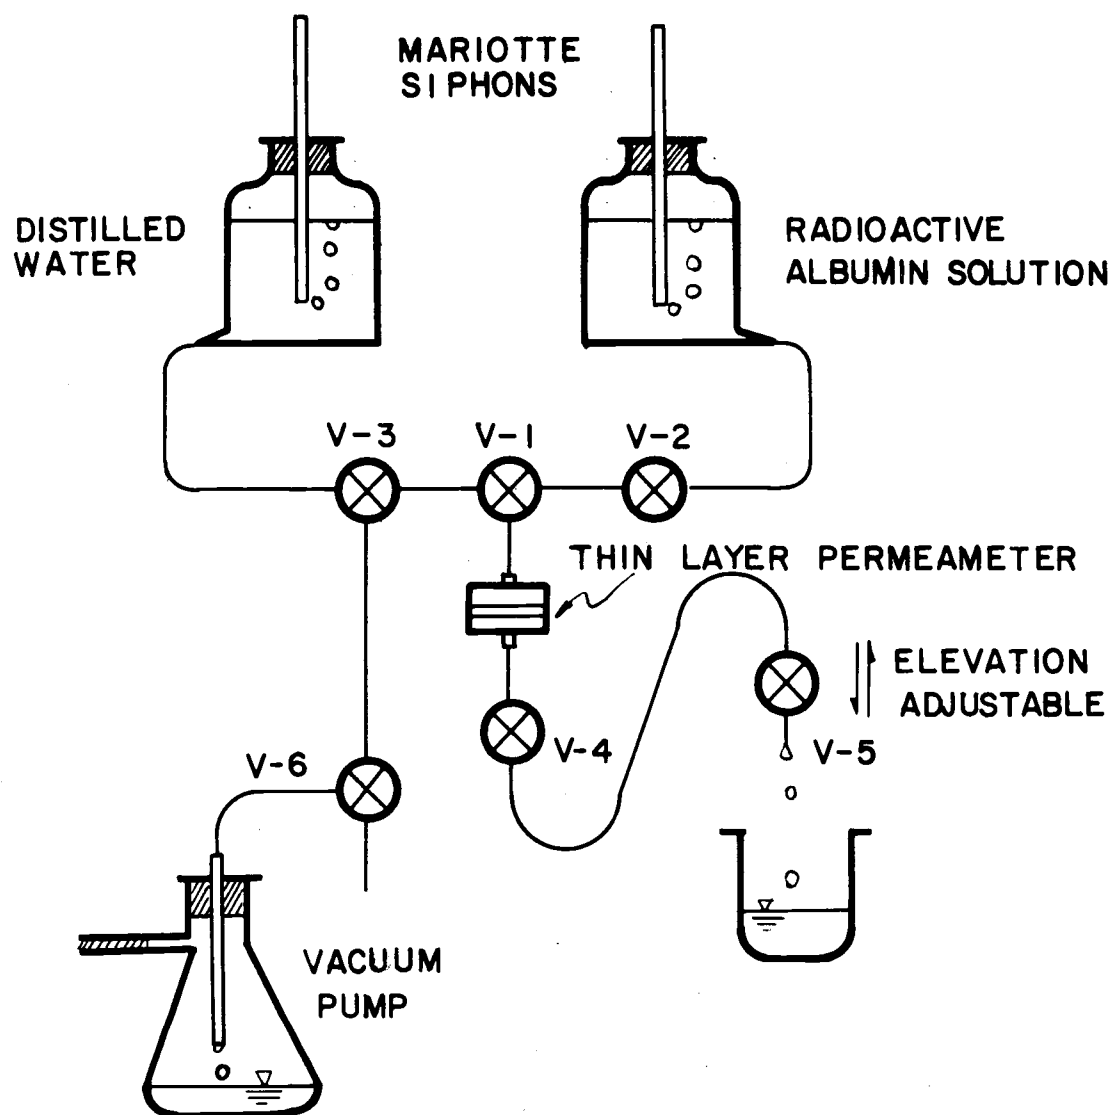 MARIOTTE
SIPHONS
DISTILLED
WATER
RADIOACTIVE
ALBUMIN SOLUTION
V-3
V-1
V-2
THIN LAYER PERMEAMETER
ELEVATION
ADJUSTABLE
V-4
V-5
V-6
VACUUM
PUMP